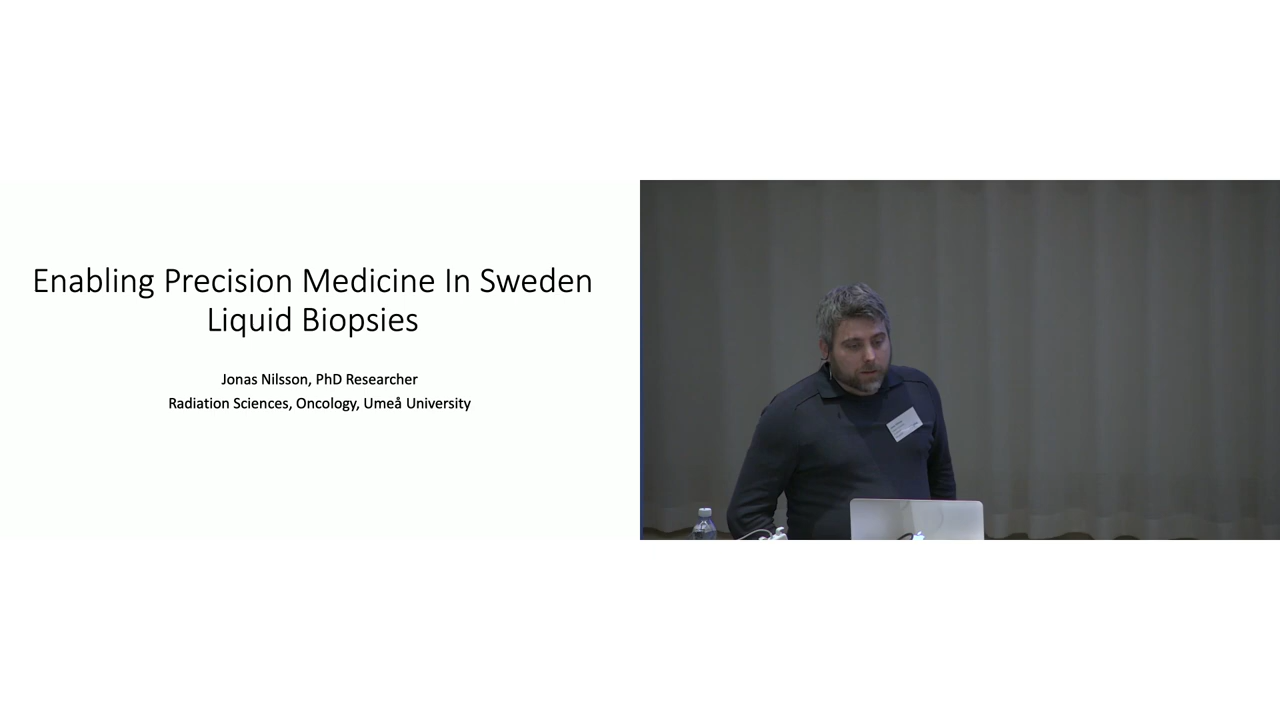 Enabling Precision Medicine In Sweden
Liquid Biopsies
Jonas Nilsson, PhD Researcher
Radiation Sciences, Oncology, Umeå University